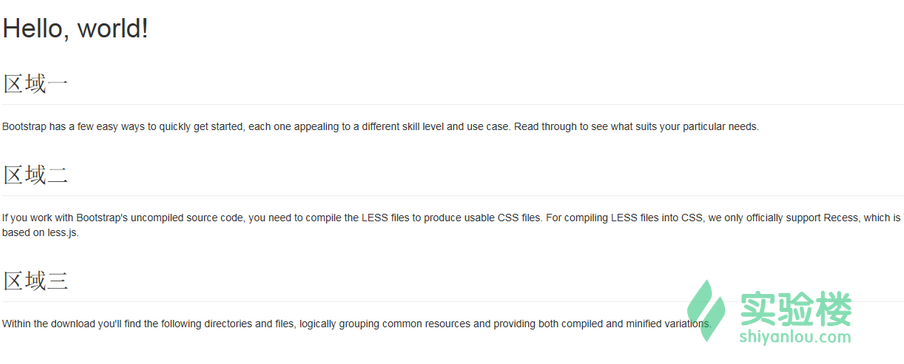 Hello, world!
区域一
Bootstrap has a few easy ways to quickly get started, each one appealing to a different skill level and use case. Read through to see what suits your particular needs.
区域二
If you work with Bootstrap's uncompiled source code, you need to compile the LESS files to produce usable CSS files. For compiling LESS files into CSS, we only officially support Recess, which is
based on less.js.
区域三
Within the download you'll find the following directories and files, logically grouping common resources and providing both compiled and minified variations.
实验楼
shiyanlou.com